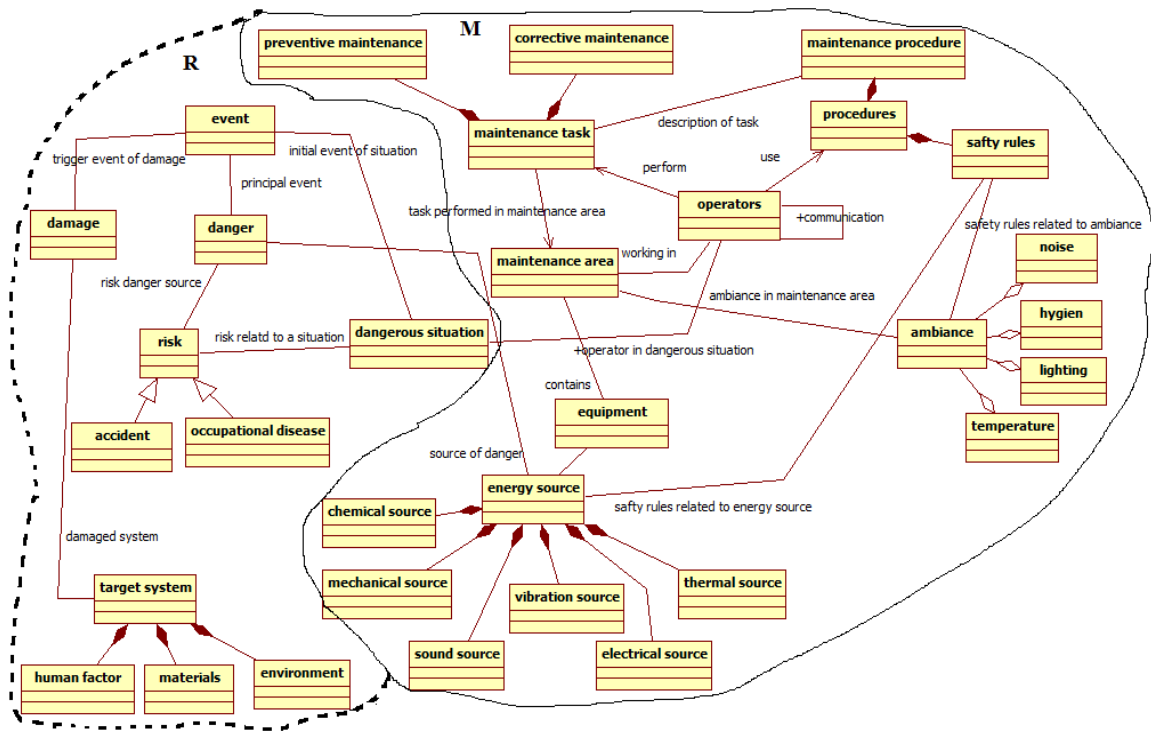 M
preventive maintenance
corrective maintenance
maintenance procedure
R
event
maintenance task
description of task
procedures
trigger event of damage
initial event of situation
safty rules
use
perform
principal event
damage
danger
task performed in maintenance area
operators
+communication
safety rules related to ambiance
noise
maintenance area
working in
risk danger source
ambiance in maintenance area
hygien
risk
risk relatd to a situation
dangerous situation
+operator in dangerous situation
ambiance
lighting
contains
equipment
temperature
accident
occupational disease
source of danger
energy source
chemical source
safty rules related to energy source
damaged system
target system
mechanical source
vibration source
thermal source
sound source
electrical source
human factor
materials
environment